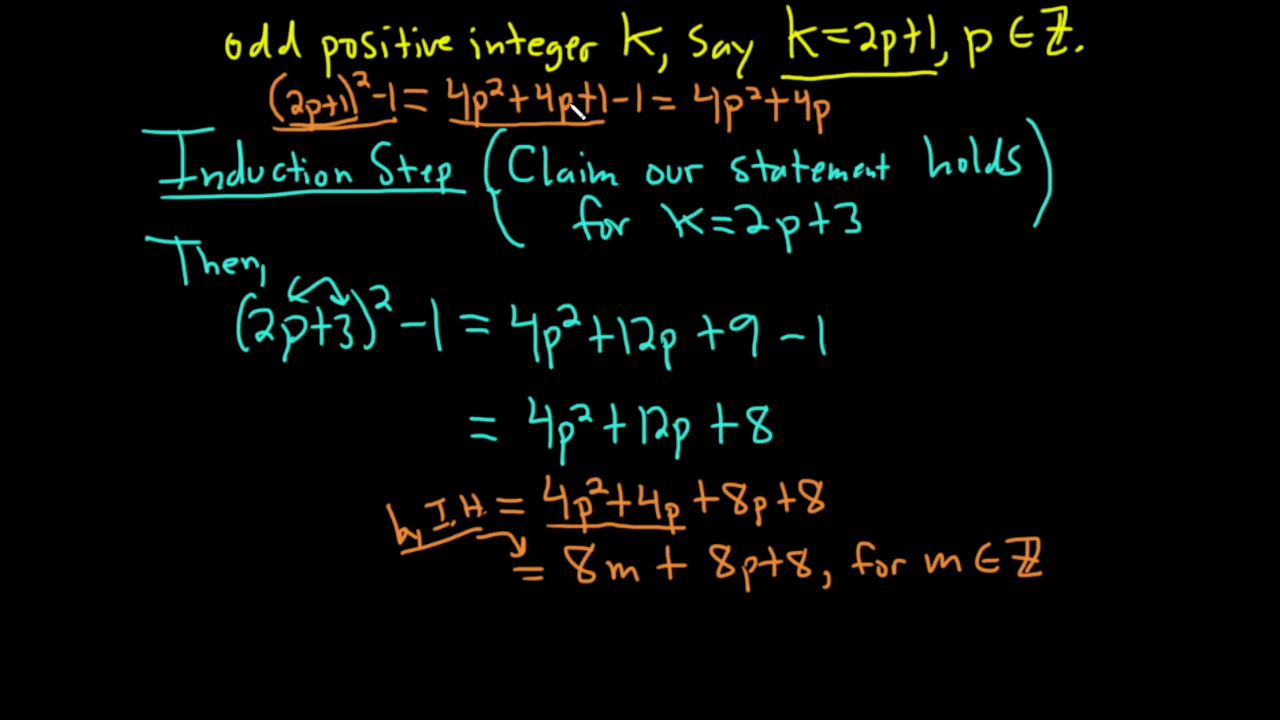 odd positive integer K, say K=2p+1, p ∈ ℤ.
(2p+1)²-1 = 4p²+4p+1-1 = 4p²+4p
Induction Step (Claim our statement holds
for K=2p+3)
Then,
(2p+3)²-1 = 4p²+12p+9-1
= 4p²+12p+8
= 4p²+4p+8p+8
by I.H. = 8m + 8p+8, for m ∈ ℤ